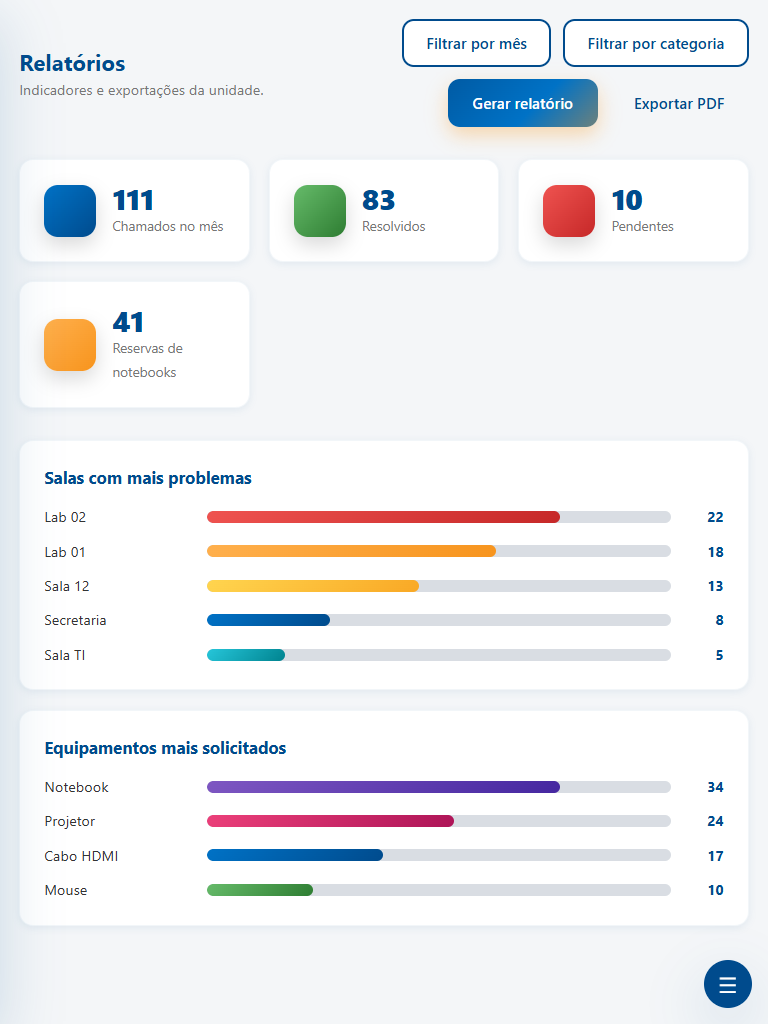 Relatórios
Indicadores e exportações da unidade.
Filtrar por mês
Filtrar por categoria
Gerar relatório
Exportar PDF
111
Chamados no mês
83
Resolvidos
10
Pendentes
41
Reservas de
notebooks
Salas com mais problemas
Lab 02 22
Lab 01 18
Sala 12 13
Secretaria 8
Sala TI 5
Equipamentos mais solicitados
Notebook 34
Projetor 24
Cabo HDMI 17
Mouse 10